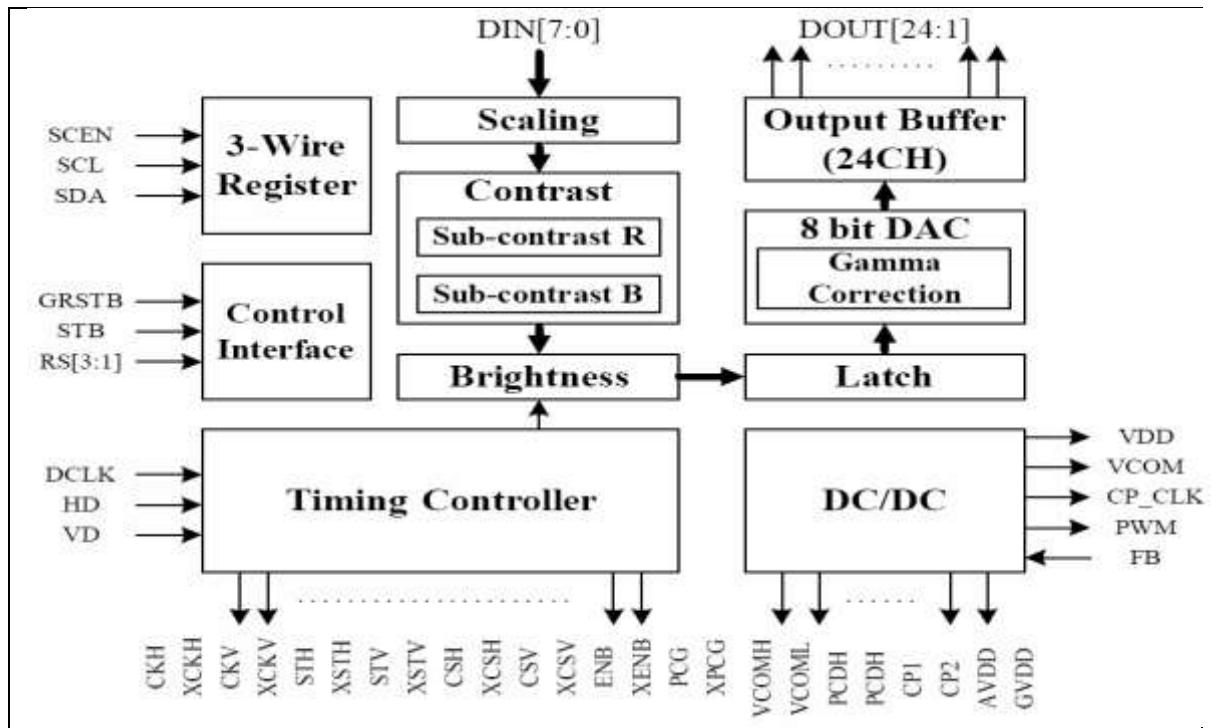 DIN[7:0]
DOUT[24:1]
SCEN
SCL
SDA
3-Wire
Register
Scaling
Contrast
Sub-contrast R
Sub-contrast B
Output Buffer
(24CH)
8 bit DAC
Gamma
Correction
GRSTB
STB
RS[3:1]
Control
Interface
Brightness
Latch
DCLK
HD
VD
Timing Controller
DC/DC
VDD
VCOM
CP_CLK
PWM
FB
CKH
XCKH
CKV
XCKV
STH
XSTH
STV
XSTV
CSH
XCSH
CSV
XCSV
ENB
XENB
PCG
XPCG
VCOMH
VCOML
PCDH
PCDH
CP1
CP2
AVDD
GVDD